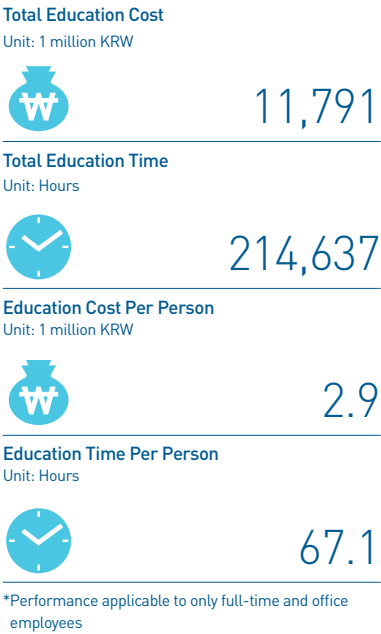 Total Education Cost
Unit: 1 million KRW
₩
11,791
Total Education Time
Unit: Hours
214,637
Education Cost Per Person
Unit: 1 million KRW
₩
2.9
Education Time Per Person
Unit: Hours
67.1
*Performance applicable to only full-time and office
employees